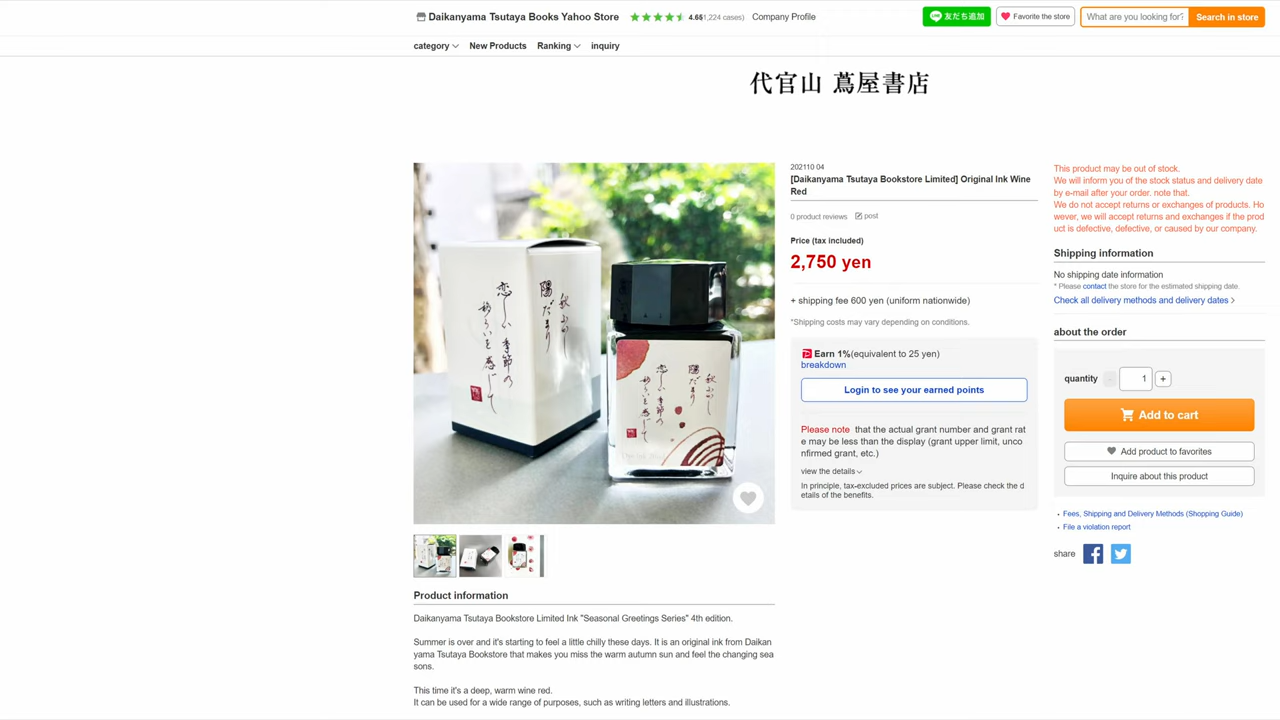 Daikanyama Tsutaya Books Yahoo Store 4.66 (1,224 cases) Company Profile 友だち追加 Favorite the store What are you looking for? Search in store
category New Products Ranking inquiry
代官山 蔦屋書店
202110 04
[Daikanyama Tsutaya Bookstore Limited] Original Ink Wine
Red
0 product reviews post
Price (tax included)
2,750 yen
+ shipping fee 600 yen (uniform nationwide)
*Shipping costs may vary depending on conditions.
Earn 1%(equivalent to 25 yen)
breakdown
Login to see your earned points
Please note that the actual grant number and grant rat
e may be less than the display (grant upper limit, unco
nfirmed grant, etc.)
view the details
In principle, tax-excluded prices are subject. Please check the d
etails of the benefits.
This product may be out of stock.
We will inform you of the stock status and delivery date
by e-mail after your order. note that.
We do not accept returns or exchanges of products. Ho
wever, we will accept returns and exchanges if the prod
uct is defective, defective, or caused by our company.
Shipping information
No shipping date information
* Please contact the store for the estimated shipping date.
Check all delivery methods and delivery dates
about the order
quantity - 1 +
Add to cart
Add product to favorites
Inquire about this product
Fees, Shipping and Delivery Methods (Shopping Guide)
File a violation report
share
陽だまり
恋しい季節の
Product information
Daikanyama Tsutaya Bookstore Limited Ink "Seasonal Greetings Series" 4th edition.
Summer is over and it's starting to feel a little chilly these days. It is an original ink from Daikan
yama Tsutaya Bookstore that makes you miss the warm autumn sun and feel the changing sea
sons.
This time it's a deep, warm wine red.
It can be used for a wide range of purposes, such as writing letters and illustrations.